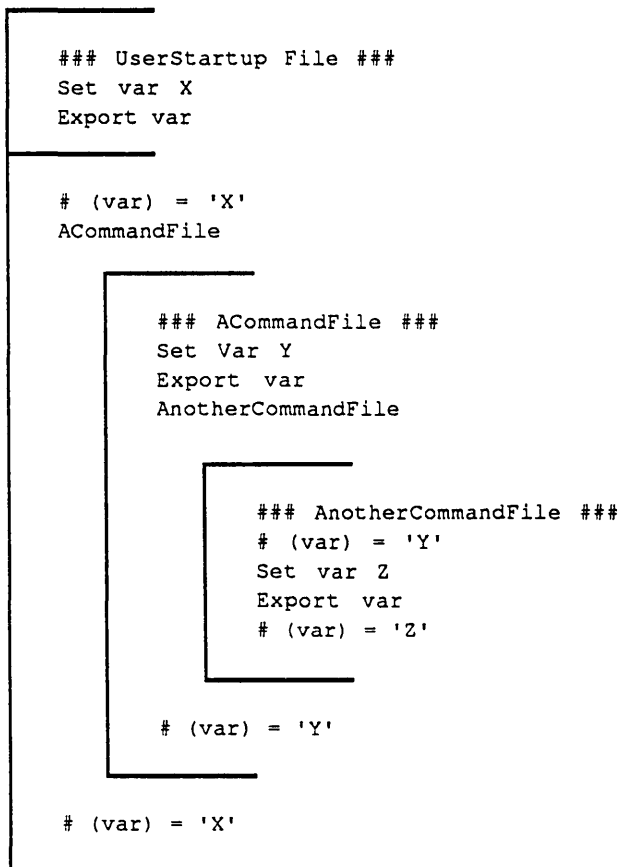 ### UserStartup File ###
Set var X
Export var
# (var) = 'X'
ACommandFile
### ACommandFile ###
Set Var Y
Export var
AnotherCommandFile
### AnotherCommandFile ###
# (var) = 'Y'
Set var Z
Export var
# (var) = 'Z'
# (var) = 'Y'
# (var) = 'X'